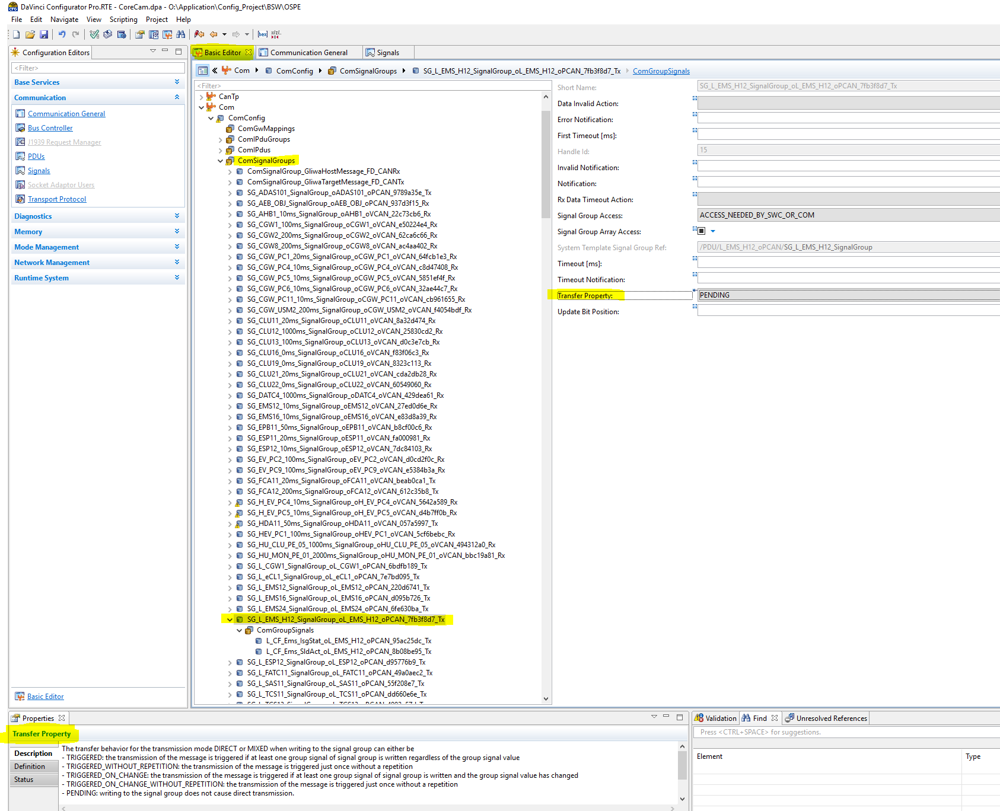 DaVinci Configurator Pro.RTE - CoreCam.dpa - O:\Application\Config_Project\BSW\OSPE
File Edit Navigate View Scripting Project Help
Configuration Editors
<Filter>
Base Services
Communication
Communication General
Bus Controller
J1939 Request Manager
PDUs
Signals
Socket Adaptor Users
Transport Protocol
Diagnostics
Memory
Mode Management
Network Management
Runtime System
Basic Editor
Basic Editor Communication General Signals
Com ComConfig ComSignalGroups SG_L_EMS_H12_SignalGroup_oL_EMS_H12_oPCAN_7fb3f8d7_Tx ComGroupSignals
<Filter>
CanTp
Com
ComConfig
ComGwMappings
ComIPduGroups
ComIPdus
ComSignalGroups
ComSignalGroup_GliwaHostMessage_FD_CANRx
ComSignalGroup_GliwaTargetMessage_FD_CANTx
SG_ADAS101_SignalGroup_oADAS101_oPCAN_9789a35e_Tx
SG_AEB_OBJ_SignalGroup_oAEB_OBJ_oPCAN_937d3f15_Rx
SG_AHB1_10ms_SignalGroup_oAHB1_oVCAN_22c73cb6_Rx
SG_CGW1_100ms_SignalGroup_oCGW1_oVCAN_e50224e4_Rx
SG_CGW2_200ms_SignalGroup_oCGW2_oVCAN_62ca6c66_Rx
SG_CGW8_200ms_SignalGroup_oCGW8_oVCAN_ac4aa402_Rx
SG_CGW_PC1_20ms_SignalGroup_oCGW_PC1_oVCAN_64fcb1e3_Rx
SG_CGW_PC4_10ms_SignalGroup_oCGW_PC4_oVCAN_c8d47408_Rx
SG_CGW_PC5_10ms_SignalGroup_oCGW_PC5_oVCAN_5851ef4f_Rx
SG_CGW_PC6_10ms_SignalGroup_oCGW_PC6_oVCAN_32ae44c7_Rx
SG_CGW_PC11_10ms_SignalGroup_oCGW_PC11_oVCAN_cb961655_Rx
SG_CGW_USM2_200ms_SignalGroup_oCGW_USM2_oVCAN_f4054bdf_Rx
SG_CLU11_20ms_SignalGroup_oCLU11_oVCAN_8a32d474_Rx
SG_CLU12_1000ms_SignalGroup_oCLU12_oVCAN_25830cd2_Rx
SG_CLU13_100ms_SignalGroup_oCLU13_oVCAN_d0c3e7cb_Rx
SG_CLU16_0ms_SignalGroup_oCLU16_oVCAN_f83f06c3_Rx
SG_CLU19_0ms_SignalGroup_oCLU19_oVCAN_8323c113_Rx
SG_CLU21_20ms_SignalGroup_oCLU21_oVCAN_cda2db28_Rx
SG_CLU22_0ms_SignalGroup_oCLU22_oVCAN_60549060_Rx
SG_DATC4_1000ms_SignalGroup_oDATC4_oVCAN_429dea61_Rx
SG_EMS12_10ms_SignalGroup_oEMS12_oVCAN_27ed0d6e_Rx
SG_EMS16_10ms_SignalGroup_oEMS16_oVCAN_e83d8a39_Rx
SG_EPB11_50ms_SignalGroup_oEPB11_oVCAN_b8cf00c6_Rx
SG_ESP11_20ms_SignalGroup_oESP11_oVCAN_fa000981_Rx
SG_ESP12_10ms_SignalGroup_oESP12_oVCAN_7dc84103_Rx
SG_EV_PC2_100ms_SignalGroup_oEV_PC2_oVCAN_d0cd2f0c_Rx
SG_EV_PC9_100ms_SignalGroup_oEV_PC9_oVCAN_e5384b3a_Rx
SG_FCA11_20ms_SignalGroup_oFCA11_oVCAN_beab0ca1_Tx
SG_FCA12_200ms_SignalGroup_oFCA12_oVCAN_612c35b8_Tx
SG_H_EV_PC4_10ms_SignalGroup_oH_EV_PC4_oVCAN_5642a589_Rx
SG_H_EV_PC5_10ms_SignalGroup_oH_EV_PC5_oVCAN_d4b7ff0b_Rx
SG_HDA11_50ms_SignalGroup_oHDA11_oVCAN_057a5997_Tx
SG_HEV_PC1_100ms_SignalGroup_oHEV_PC1_oVCAN_5cf6bebc_Rx
SG_HU_CLU_PE_05_1000ms_SignalGroup_oHU_CLU_PE_05_oVCAN_494312a0_Rx
SG_HU_MON_PE_01_2000ms_SignalGroup_oHU_MON_PE_01_oVCAN_bbc19a81_Rx
SG_L_CGW1_SignalGroup_oL_CGW1_oPCAN_6bdfb189_Tx
SG_L_eCL1_SignalGroup_oL_eCL1_oPCAN_7e7bd095_Tx
SG_L_EMS12_SignalGroup_oL_EMS12_oPCAN_220d6741_Tx
SG_L_EMS16_SignalGroup_oL_EMS16_oPCAN_d095b726_Tx
SG_L_EMS24_SignalGroup_oL_EMS24_oPCAN_6fe630ba_Tx
SG_L_EMS_H12_SignalGroup_oL_EMS_H12_oPCAN_7fb3f8d7_Tx
ComGroupSignals
L_CF_Ems_IsgStat_oL_EMS_H12_oPCAN_95ac25dc_Tx
L_CF_Ems_SldAct_oL_EMS_H12_oPCAN_8b08be95_Tx
SG_L_ESP12_SignalGroup_oL_ESP12_oPCAN_d95776b9_Tx
SG_L_FATC11_SignalGroup_oL_FATC11_oPCAN_49a0aec2_Tx
SG_L_SAS11_SignalGroup_oL_SAS11_oPCAN_55f208e7_Tx
SG_L_TCS11_SignalGroup_oL_TCS11_oPCAN_dd660e6e_Tx
Short Name: SG_L_EMS_H12_SignalGroup_oL_EMS_H12_oPCAN_7fb3f8d7_Tx
Data Invalid Action:
Error Notification:
First Timeout [ms]:
Handle Id: 15
Invalid Notification:
Notification:
Rx Data Timeout Action:
Signal Group Access: ACCESS_NEEDED_BY_SWC_OR_COM
Signal Group Array Access:
System Template Signal Group Ref: /PDU/L_EMS_H12_oPCAN/SG_L_EMS_H12_SignalGroup
Timeout [ms]:
Timeout Notification:
Transfer Property: PENDING
Update Bit Position:
Properties
Transfer Property
Description
Definition
Status
The transfer behavior for the transmission mode DIRECT or MIXED when writing to the signal group can either be
- TRIGGERED: the transmission of the message is triggered if at least one group signal of signal group is written regardless of the group signal value
- TRIGGERED_WITHOUT_REPETITION: the transmission of the message is triggered just once without a repetition
- TRIGGERED_ON_CHANGE: the transmission of the message is triggered if at least one group signal of signal group is written and the group signal value has changed
- TRIGGERED_ON_CHANGE_WITHOUT_REPETITION: the transmission of the message is triggered just once without a repetition
- PENDING: writing to the signal group does not cause direct transmission.
Validation Find Unresolved References
Press <CTRL+SPACE> for suggestions.
Element Type